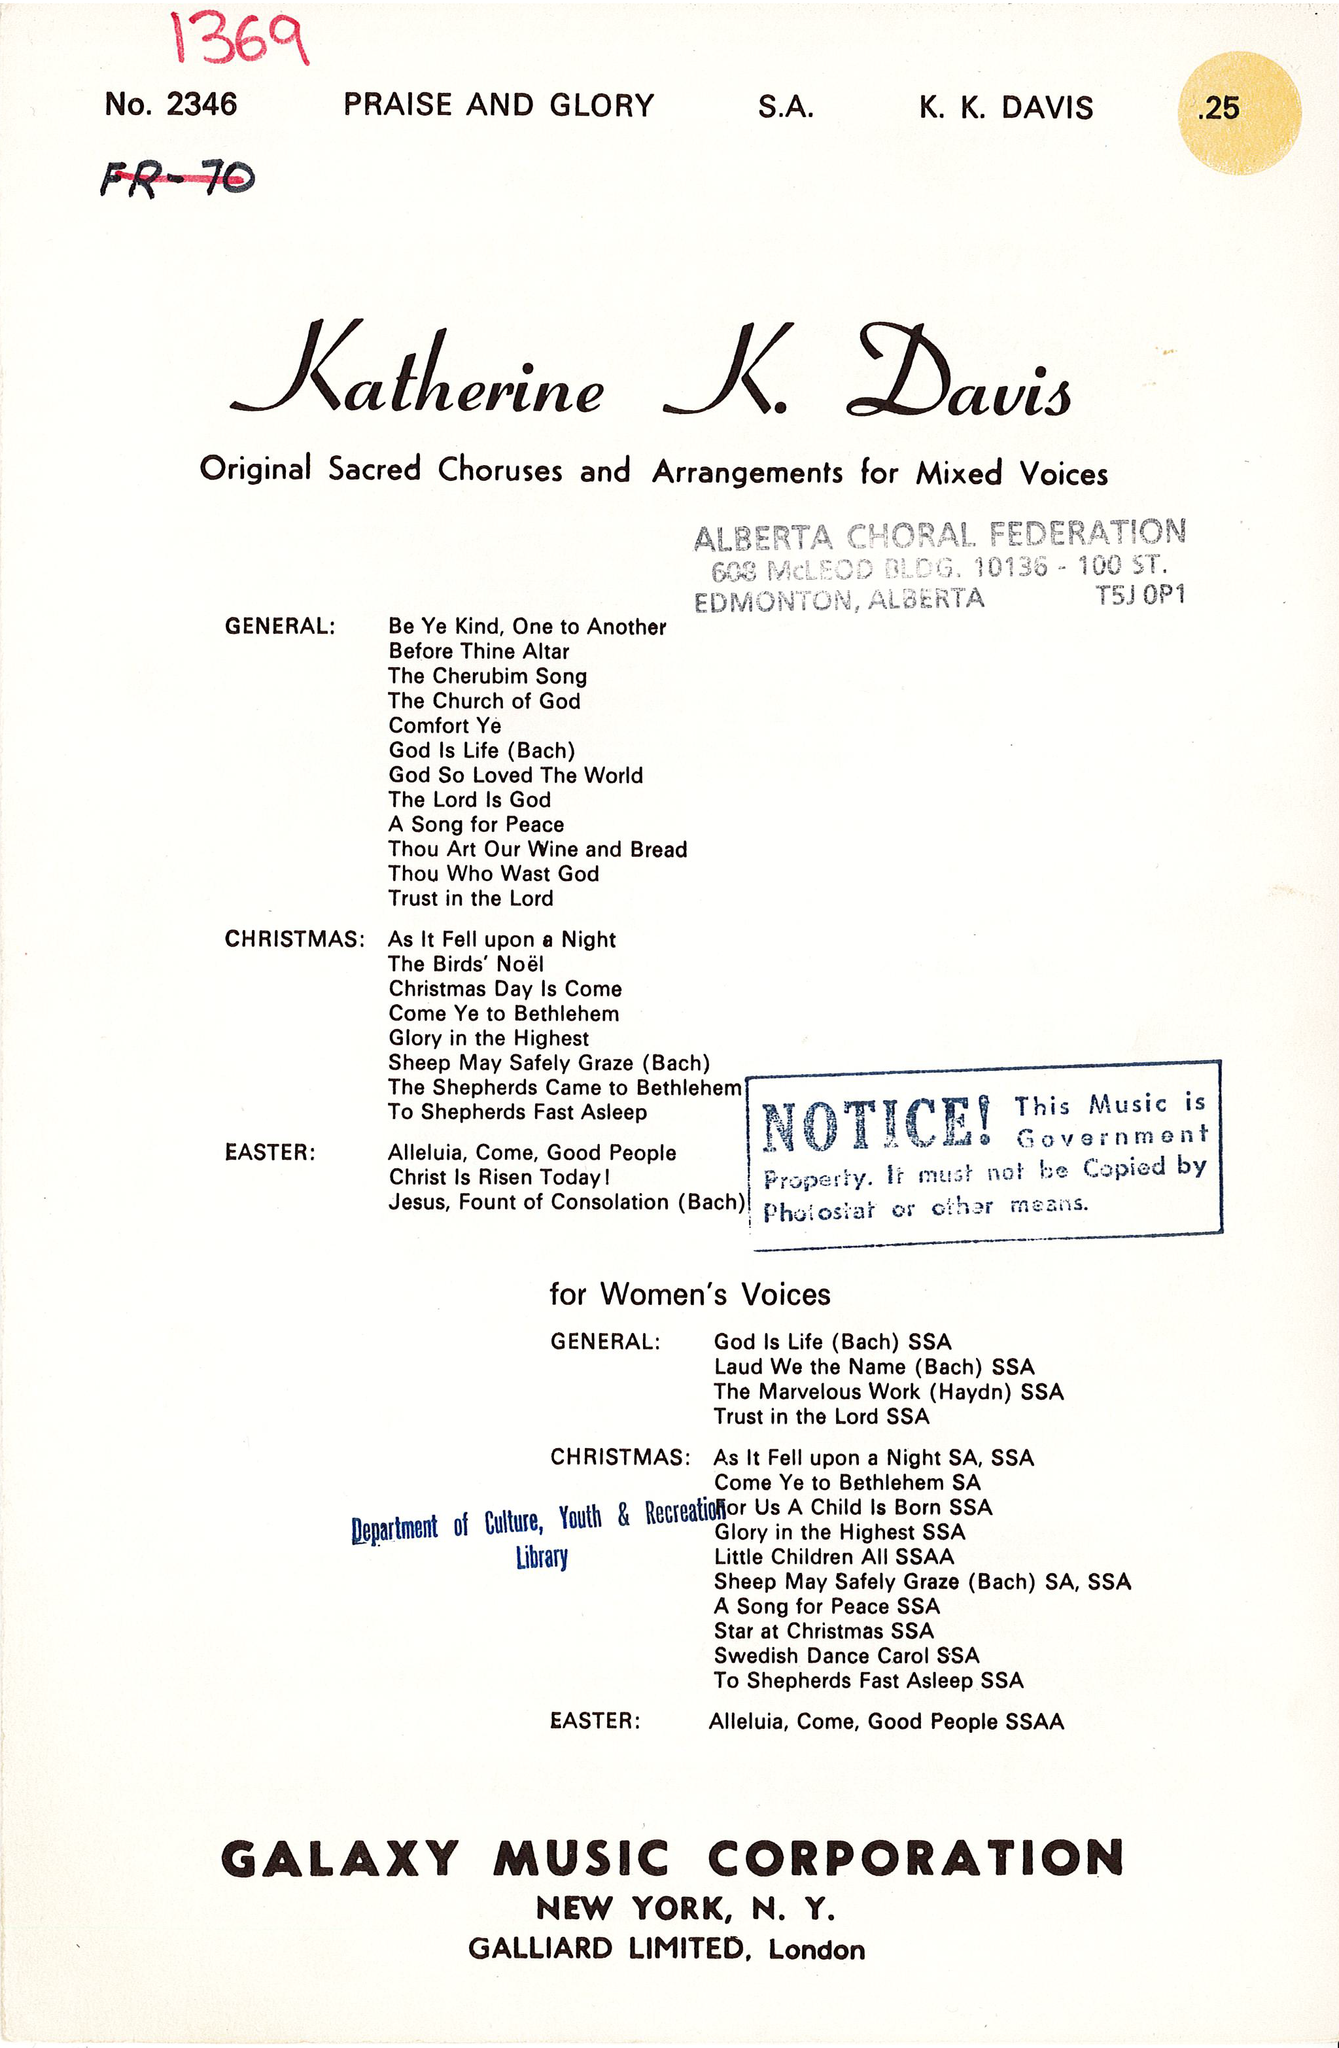 1369
No. 2346 PRAISE AND GLORY S.A. K. K. DAVIS .25
FR-70
Katherine K. Davis
Original Sacred Choruses and Arrangements for Mixed Voices
ALBERTA CHORAL FEDERATION
608 McLEOD BLDG. 10136 - 100 ST.
EDMONTON, ALBERTA T5J 0P1
GENERAL: Be Ye Kind, One to Another
Before Thine Altar
The Cherubim Song
The Church of God
Comfort Ye
God Is Life (Bach)
God So Loved The World
The Lord Is God
A Song for Peace
Thou Art Our Wine and Bread
Thou Who Wast God
Trust in the Lord
CHRISTMAS: As It Fell upon a Night
The Birds' Noël
Christmas Day Is Come
Come Ye to Bethlehem
Glory in the Highest
Sheep May Safely Graze (Bach)
The Shepherds Came to Bethlehem
To Shepherds Fast Asleep
EASTER: Alleluia, Come, Good People
Christ Is Risen Today!
Jesus, Fount of Consolation (Bach)
NOTICE! This Music is
Government
Property. It must not be Copied by
Photostat or other means.
for Women's Voices
GENERAL: God Is Life (Bach) SSA
Laud We the Name (Bach) SSA
The Marvelous Work (Haydn) SSA
Trust in the Lord SSA
CHRISTMAS: As It Fell upon a Night SA, SSA
Come Ye to Bethlehem SA
For Us A Child Is Born SSA
Glory in the Highest SSA
Little Children All SSAA
Sheep May Safely Graze (Bach) SA, SSA
A Song for Peace SSA
Star at Christmas SSA
Swedish Dance Carol SSA
To Shepherds Fast Asleep SSA
Department of Culture, Youth & Recreation
Library
EASTER: Alleluia, Come, Good People SSAA
GALAXY MUSIC CORPORATION
NEW YORK, N. Y.
GALLIARD LIMITED, London